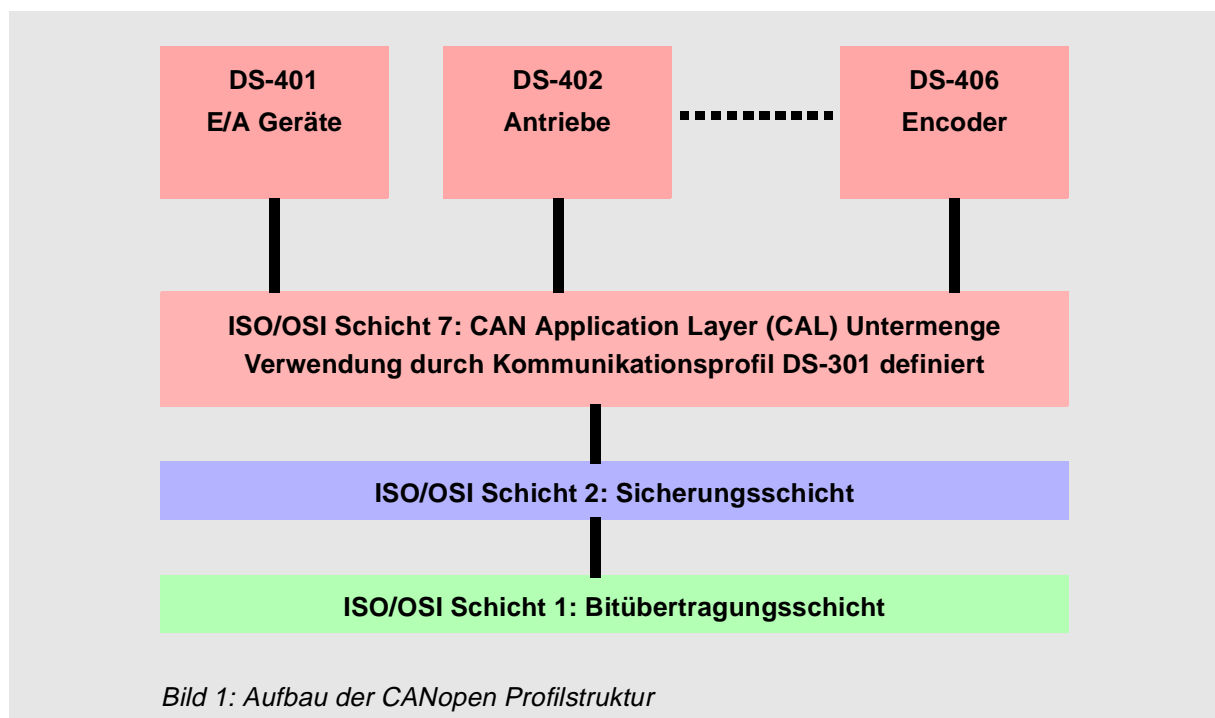 DS-401
E/A Geräte
DS-402
Antriebe
DS-406
Encoder
ISO/OSI Schicht 7: CAN Application Layer (CAL) Untermenge
Verwendung durch Kommunikationsprofil DS-301 definiert
ISO/OSI Schicht 2: Sicherungsschicht
ISO/OSI Schicht 1: Bitübertragungsschicht
Bild 1: Aufbau der CANopen Profilstruktur